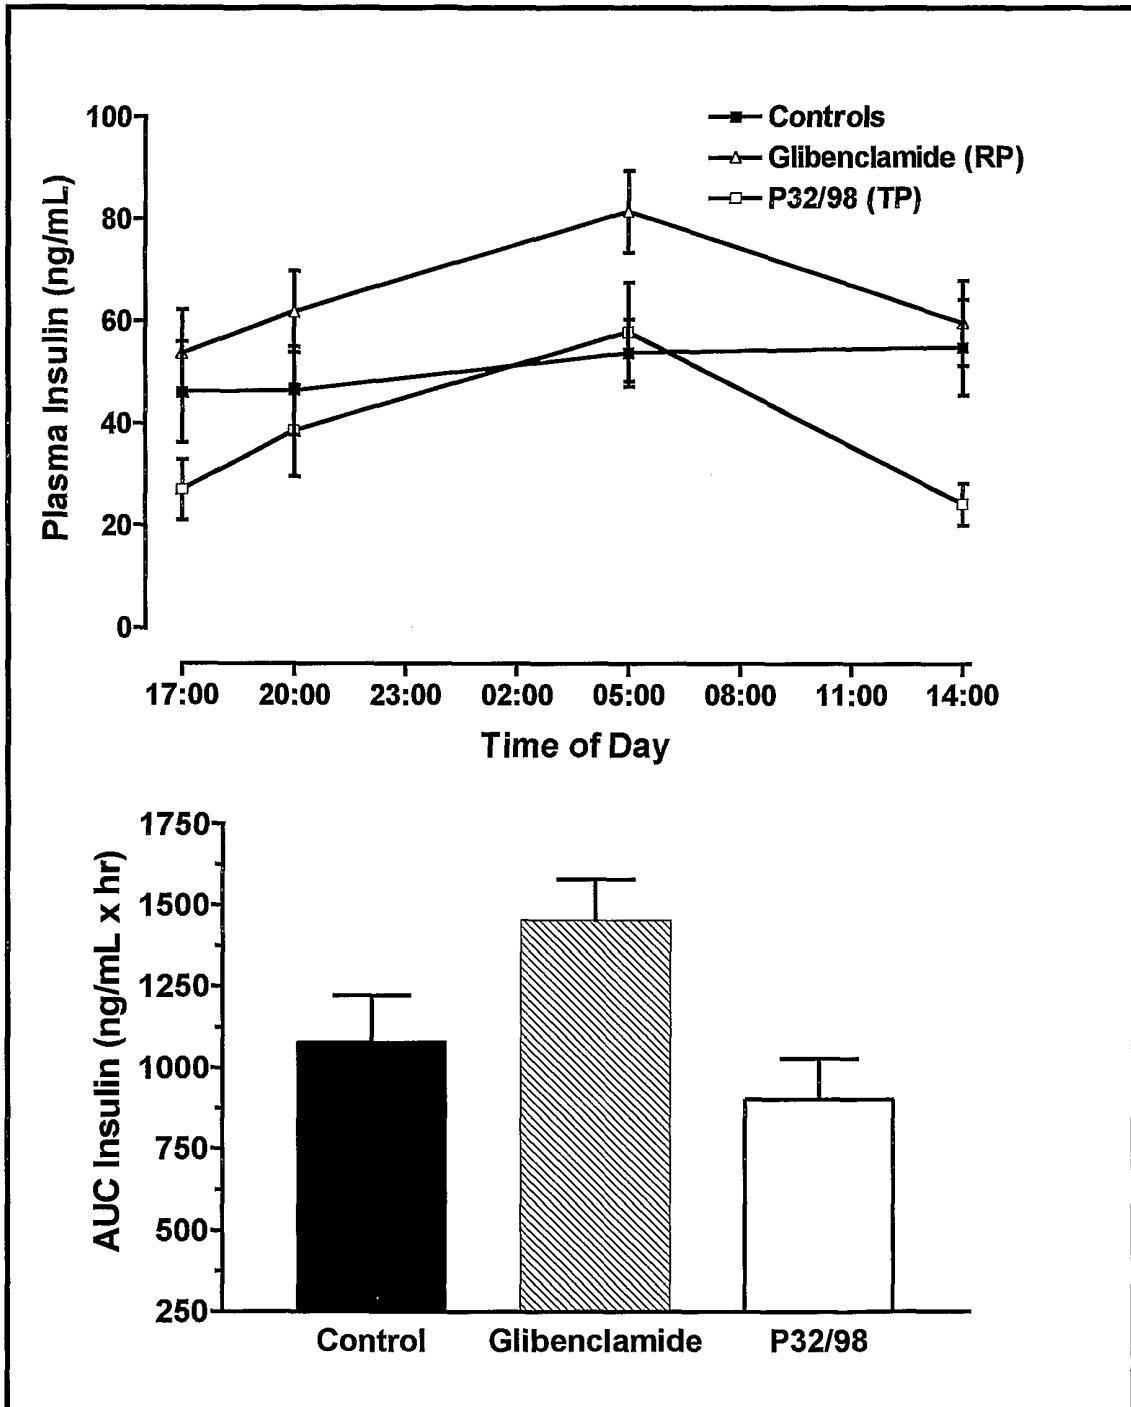 100
80
60
40
20
0
Plasma Insulin (ng/mL)
Controls
Glibenclamide (RP)
P32/98 (TP)
17:00 20:00 23:00 02:00 05:00 08:00 11:00 14:00
Time of Day
1750
1500
1250
1000
750
500
250
AUC Insulin (ng/mL x hr)
Control Glibenclamide P32/98